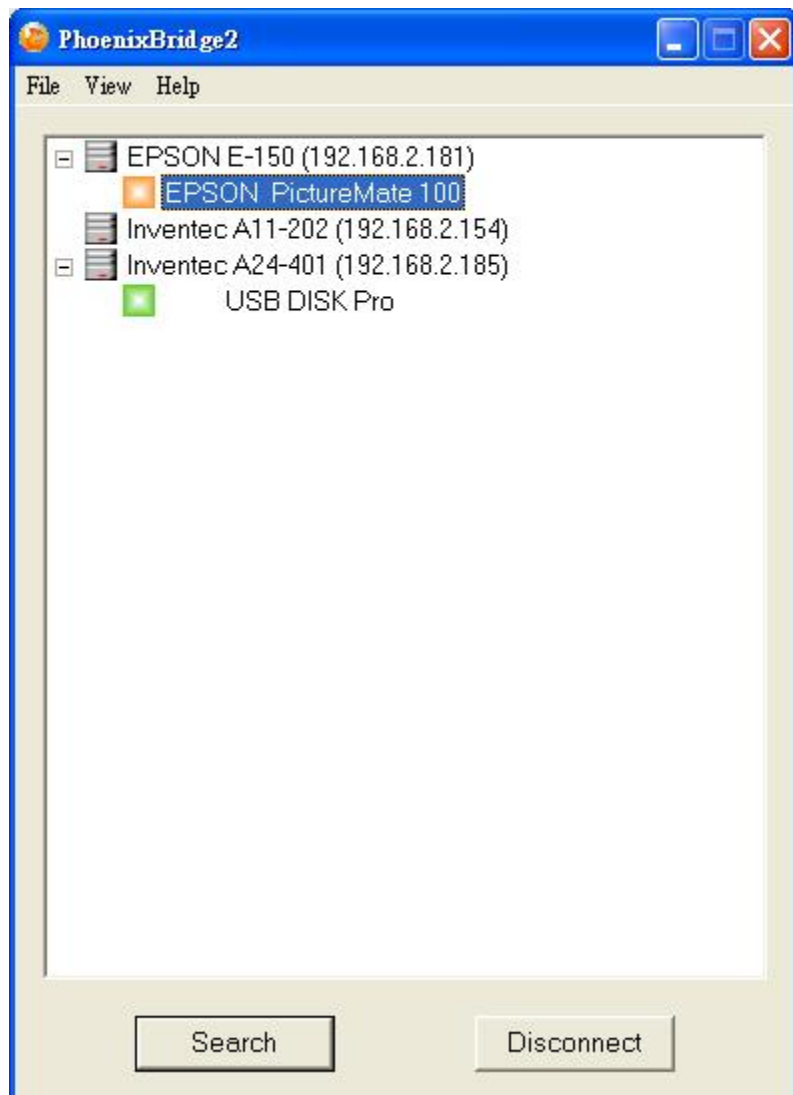 PhoenixBridge2
File View Help
EPSON E-150 (192.168.2.181)
EPSON PictureMate 100
Inventec A11-202 (192.168.2.154)
Inventec A24-401 (192.168.2.185)
USB DISK Pro
Search Disconnect